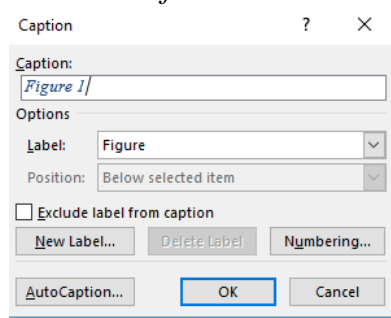 Caption ? ×
Caption:
Figure 1
Options
Label: Figure
Position: Below selected item
Exclude label from caption
New Label... Delete Label Numbering...
AutoCaption... OK Cancel